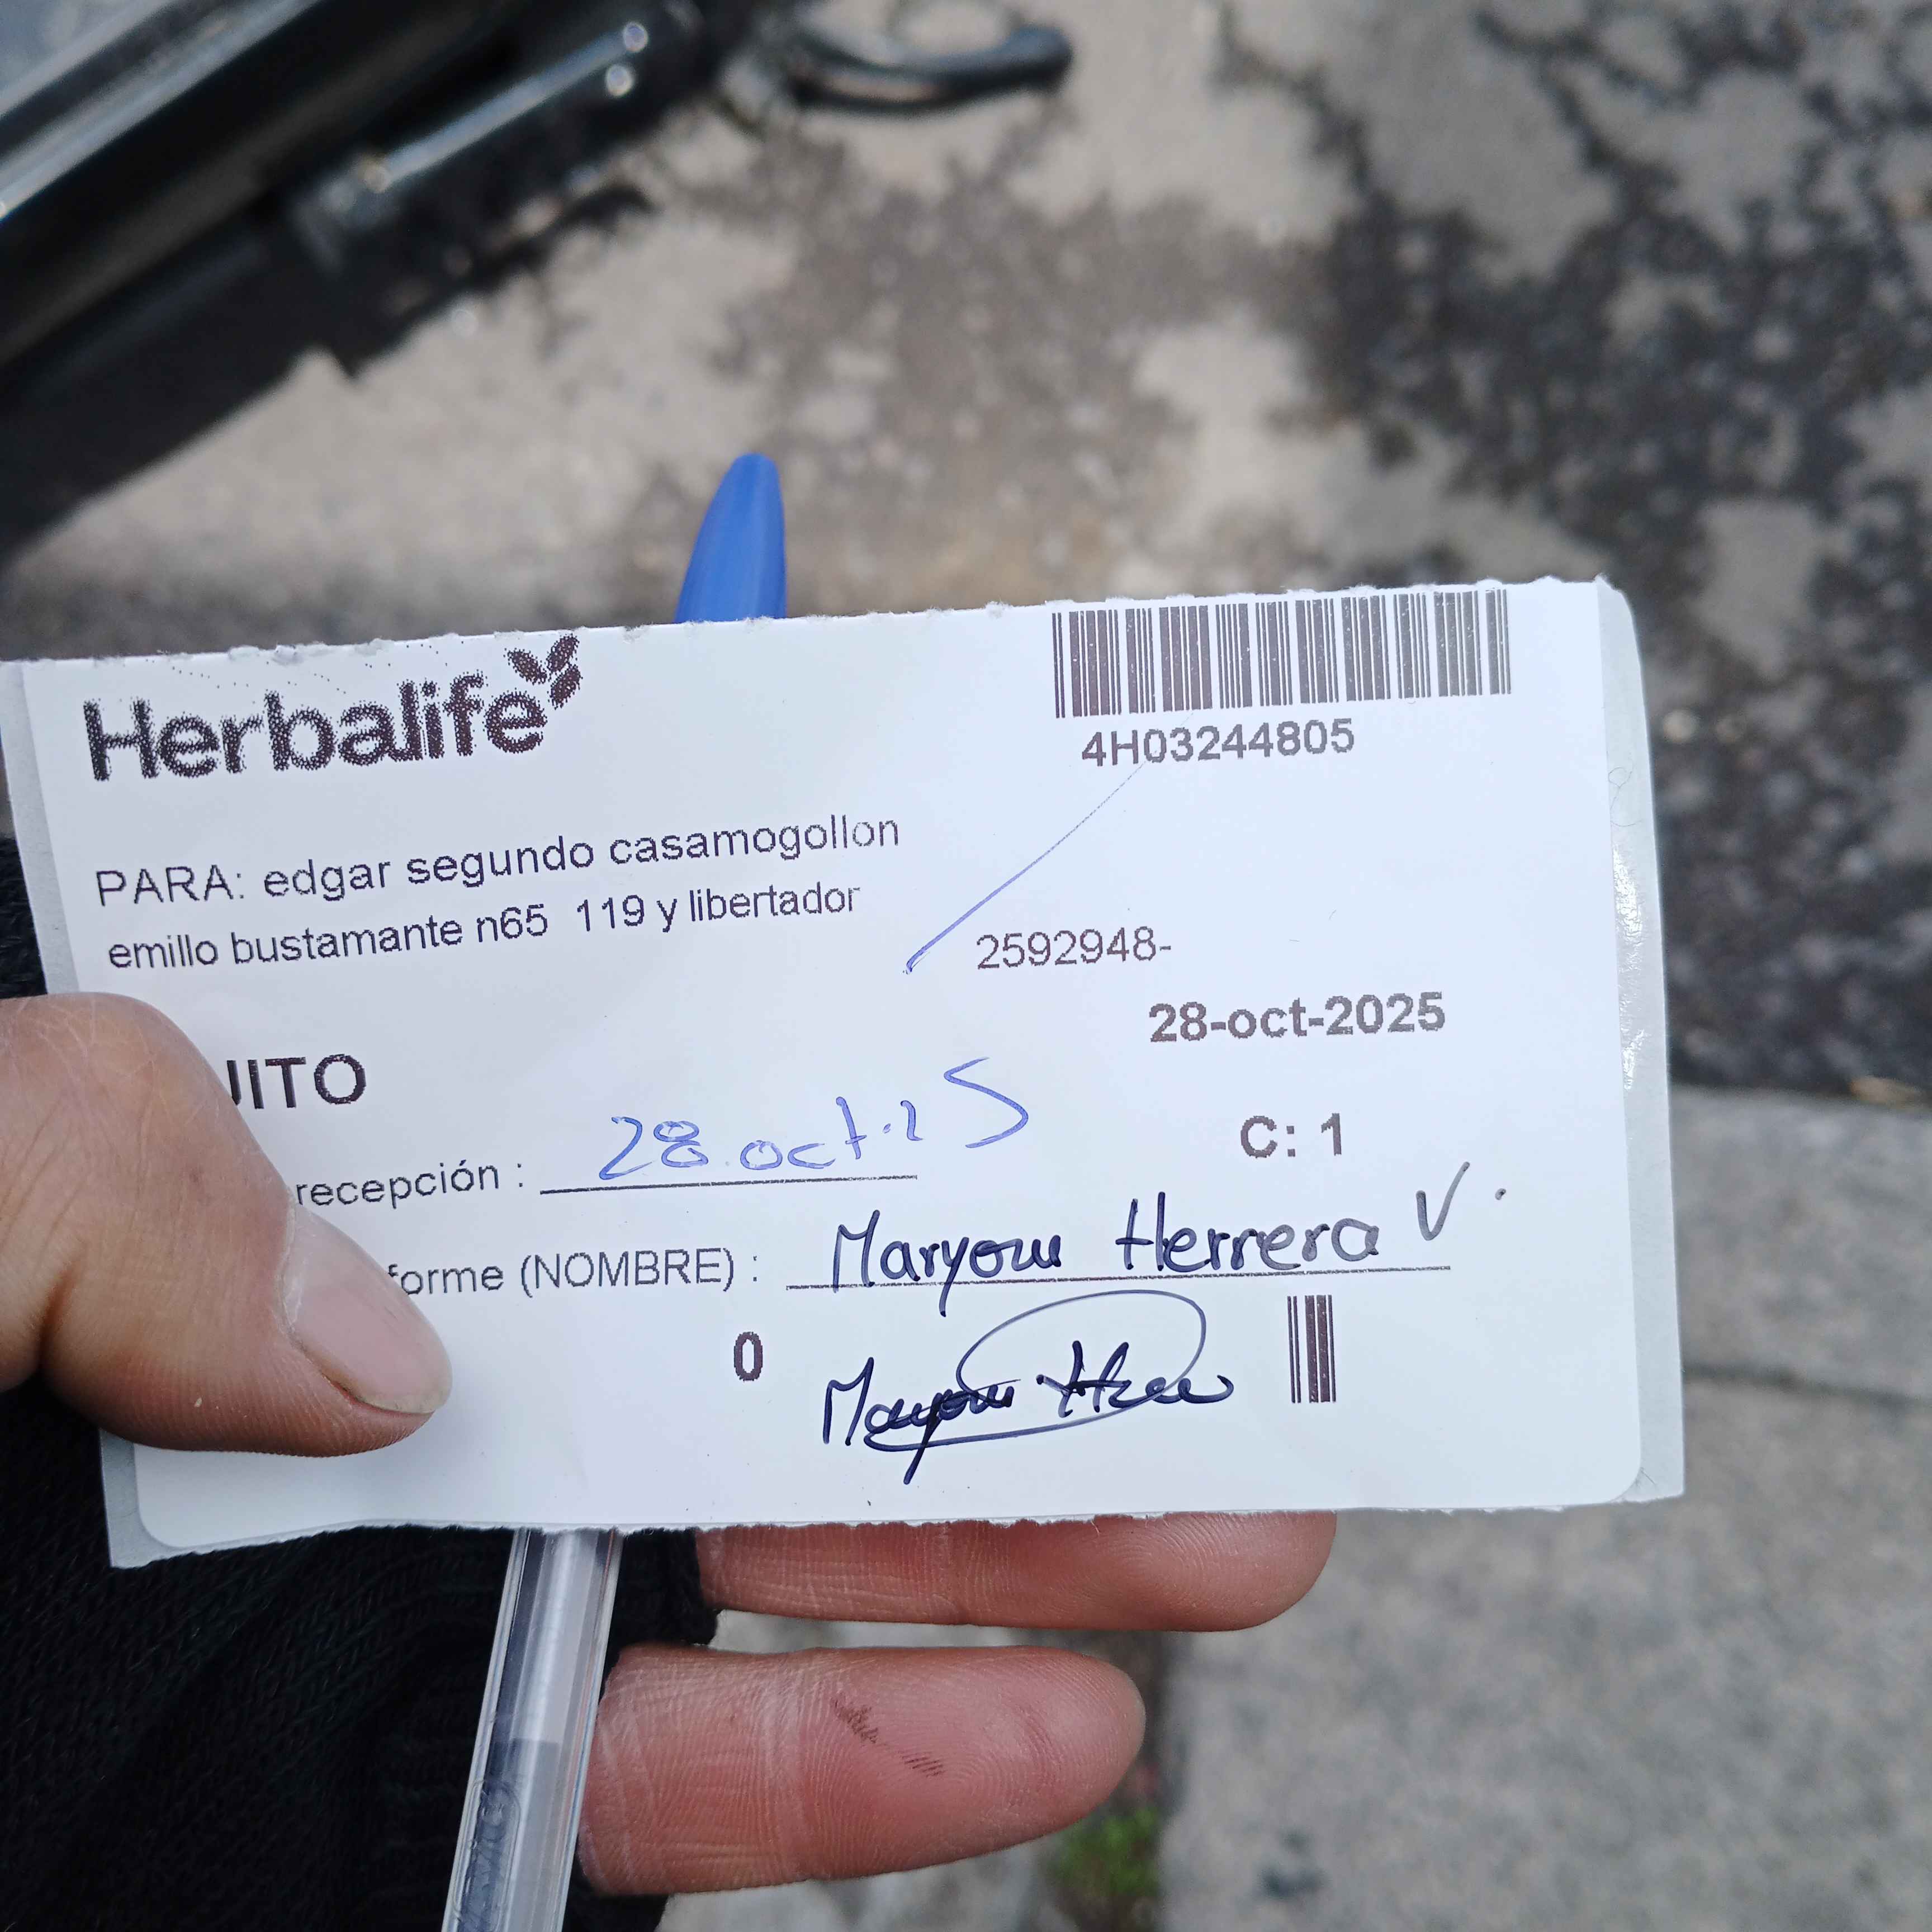 Herbalife
4H03244805
PARA: edgar segundo casamogollon
emillo bustamante n65 119 y libertador
2592948-
28-oct-2025
UITO
recepción : 28 oct.25
C: 1
forme (NOMBRE) : Maryow Herrera V.
0